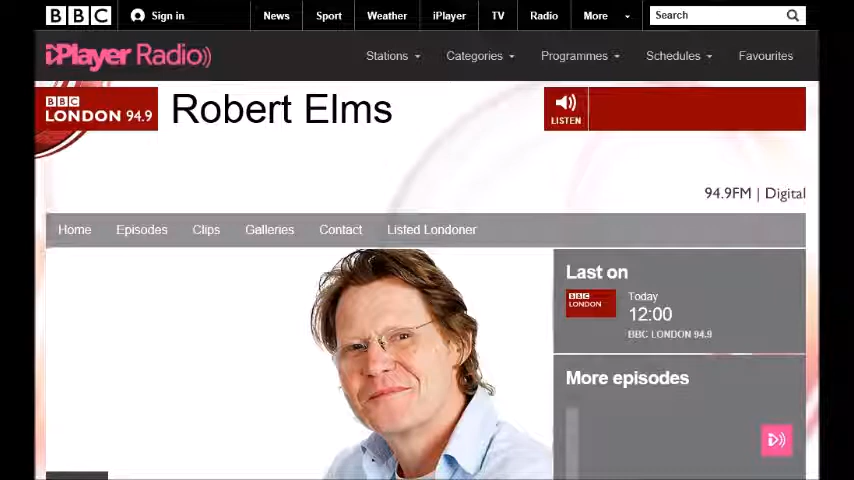 BBC Sign in News Sport Weather iPlayer TV Radio More Search
iPlayer Radio Stations Categories Programmes Schedules Favourites
BBC LONDON 94.9 Robert Elms LISTEN
94.9FM | Digital
Home Episodes Clips Galleries Contact Listed Londoner
Last on
BBC LONDON
Today
12:00
BBC LONDON 94.9
More episodes